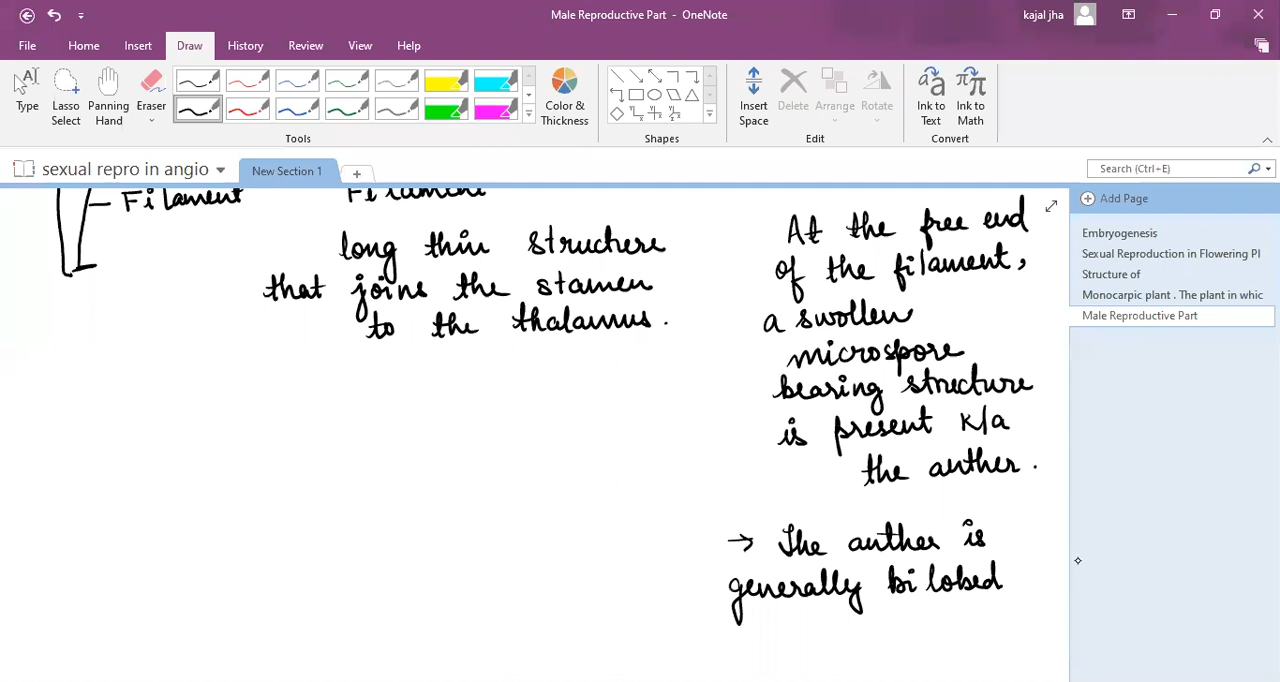 Male Reproductive Part - OneNote
kajal jha
File
Home
Insert
Draw
History
Review
View
Help
Type
Lasso Select
Panning Hand
Eraser
Color & Thickness
Insert Space
Delete
Arrange
Rotate
Ink to Text
Ink to Math
Tools
Shapes
Edit
Convert
sexual repro in angio
New Section 1
Search (Ctrl+E)
Add Page
Embryogenesis
Sexual Reproduction in Flowering Pl
Structure of
Monocarpic plant . The plant in whic
Male Reproductive Part
Filament
Filament
long thin structure
that joins the stamen
to the thalamus.
At the free end
of the filament,
a swollen
microspore
bearing structure
is present k/a
the anther.
→ The anther is
generally bi lobed